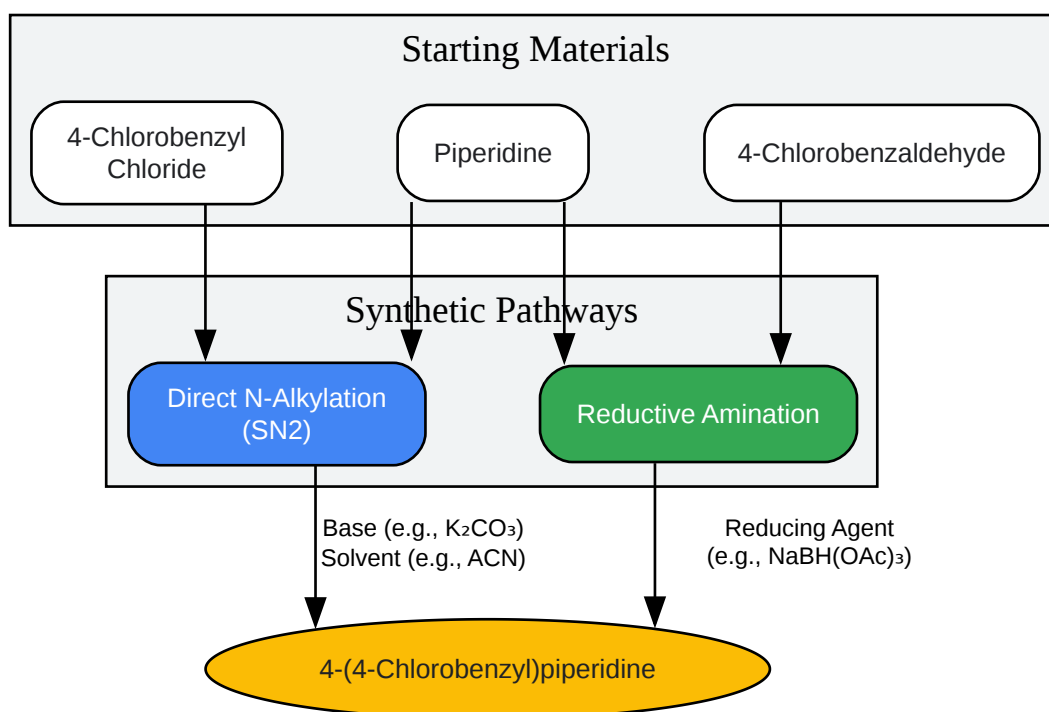 Starting Materials
4-Chlorobenzyl
Chloride
Piperidine
4-Chlorobenzaldehyde
Synthetic Pathways
Direct N-Alkylation
(SN2)
Reductive Amination
Base (e.g., K₂CO₃)
Solvent (e.g., ACN)
Reducing Agent
(e.g., NaBH(OAc)₃)
4-(4-Chlorobenzyl)piperidine